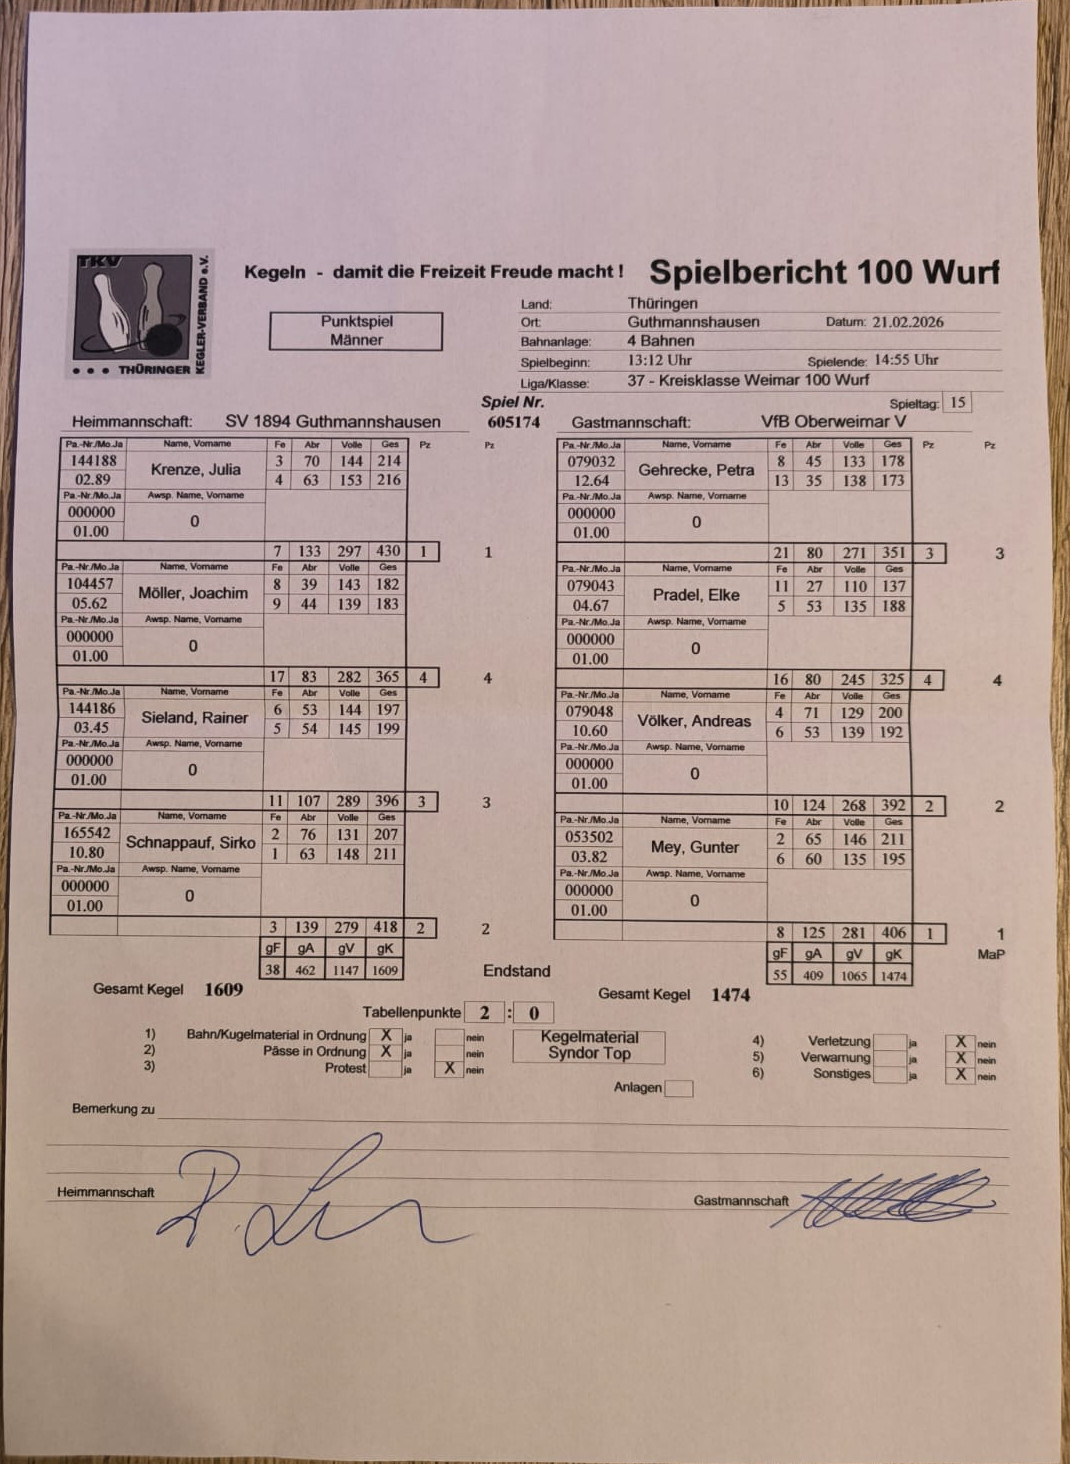 TKV
KEGLER-VERBAND e.V.
• • • THÜRINGER
Kegeln - damit die Freizeit Freude macht !
Spielbericht 100 Wurf
Punktspiel
Männer
Land: Thüringen
Ort: Guthmannshausen Datum: 21.02.2026
Bahnanlage: 4 Bahnen
Spielbeginn: 13:12 Uhr Spielende: 14:55 Uhr
Liga/Klasse: 37 - Kreisklasse Weimar 100 Wurf
Spiel Nr. Spieltag: 15
Heimmannschaft: SV 1894 Guthmannshausen 605174 Gastmannschaft: VfB Oberweimar V
Pa.-Nr./Mo.Ja Name, Vorname Fe Abr Volle Ges Pz Pz
144188 Krenze, Julia 3 70 144 214
02.89 4 63 153 216
Pa.-Nr./Mo.Ja Awsp. Name, Vorname
000000 0
01.00
7 133 297 430 1 1
Pa.-Nr./Mo.Ja Name, Vorname Fe Abr Volle Ges
104457 Möller, Joachim 8 39 143 182
05.62 9 44 139 183
Pa.-Nr./Mo.Ja Awsp. Name, Vorname
000000 0
01.00
17 83 282 365 4 4
Pa.-Nr./Mo.Ja Name, Vorname Fe Abr Volle Ges
144186 Sieland, Rainer 6 53 144 197
03.45 5 54 145 199
Pa.-Nr./Mo.Ja Awsp. Name, Vorname
000000 0
01.00
11 107 289 396 3 3
Pa.-Nr./Mo.Ja Name, Vorname Fe Abr Volle Ges
165542 Schnappauf, Sirko 2 76 131 207
10.80 1 63 148 211
Pa.-Nr./Mo.Ja Awsp. Name, Vorname
000000 0
01.00
3 139 279 418 2 2
gF gA gV gK
38 462 1147 1609
Gesamt Kegel 1609
Pa.-Nr./Mo.Ja Name, Vorname Fe Abr Volle Ges Pz Pz
079032 Gehrecke, Petra 8 45 133 178
12.64 13 35 138 173
Pa.-Nr./Mo.Ja Awsp. Name, Vorname
000000 0
01.00
21 80 271 351 3 3
Pa.-Nr./Mo.Ja Name, Vorname Fe Abr Volle Ges
079043 Pradel, Elke 11 27 110 137
04.67 5 53 135 188
Pa.-Nr./Mo.Ja Awsp. Name, Vorname
000000 0
01.00
16 80 245 325 4 4
Pa.-Nr./Mo.Ja Name, Vorname Fe Abr Volle Ges
079048 Völker, Andreas 4 71 129 200
10.60 6 53 139 192
Pa.-Nr./Mo.Ja Awsp. Name, Vorname
000000 0
01.00
10 124 268 392 2 2
Pa.-Nr./Mo.Ja Name, Vorname Fe Abr Volle Ges
053502 Mey, Gunter 2 65 146 211
03.82 6 60 135 195
Pa.-Nr./Mo.Ja Awsp. Name, Vorname
000000 0
01.00
8 125 281 406 1 1
gF gA gV gK MaP
55 409 1065 1474
Endstand
Gesamt Kegel 1474
Tabellenpunkte 2 : 0
1) Bahn/Kugelmaterial in Ordnung X ja nein
2) Pässe in Ordnung X ja nein
3) Protest ja X nein
Kegelmaterial
Syndor Top
4) Verletzung ja X nein
5) Verwarnung ja X nein
6) Sonstiges ja X nein
Anlagen
Bemerkung zu
Heimmannschaft
Gastmannschaft